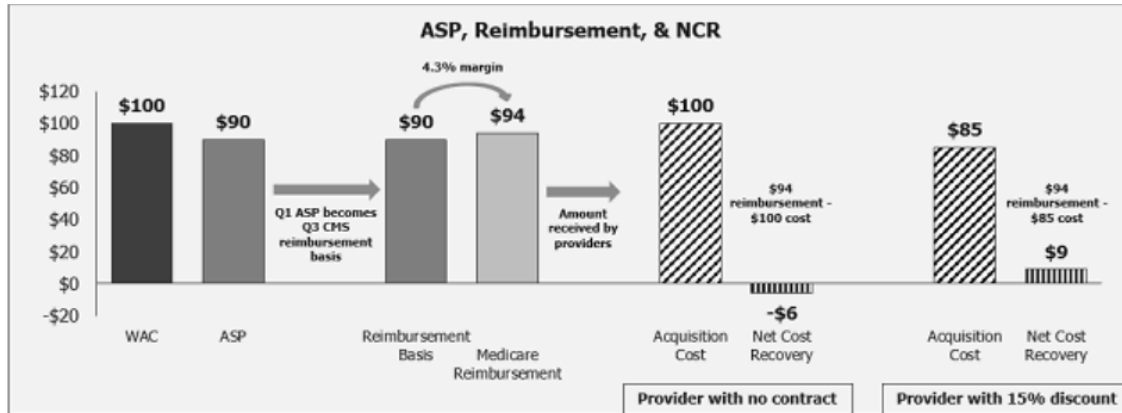 ASP, Reimbursement, & NCR
4.3% margin
$120
$100
$80
$60
$40
$20
$0
-$20
$100
$90
$90
$94
$100
$85
Q1 ASP becomes
Q3 CMS
reimbursement
basis
Amount
received by
providers
$94
reimbursement -
$100 cost
-$6
$94
reimbursement -
$85 cost
$9
WAC
ASP
Reimbursement
Basis
Medicare
Reimbursement
Acquisition
Cost
Net Cost
Recovery
Acquisition
Cost
Net Cost
Recovery
Provider with no contract
Provider with 15% discount